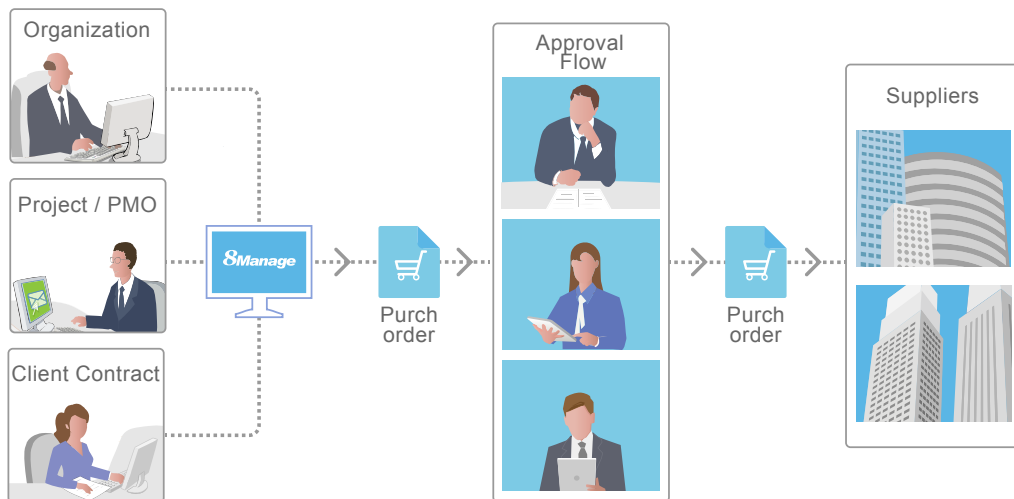 Organization
Project / PMO
Client Contract
8Manage
Purch
order
Approval
Flow
Purch
order
Suppliers